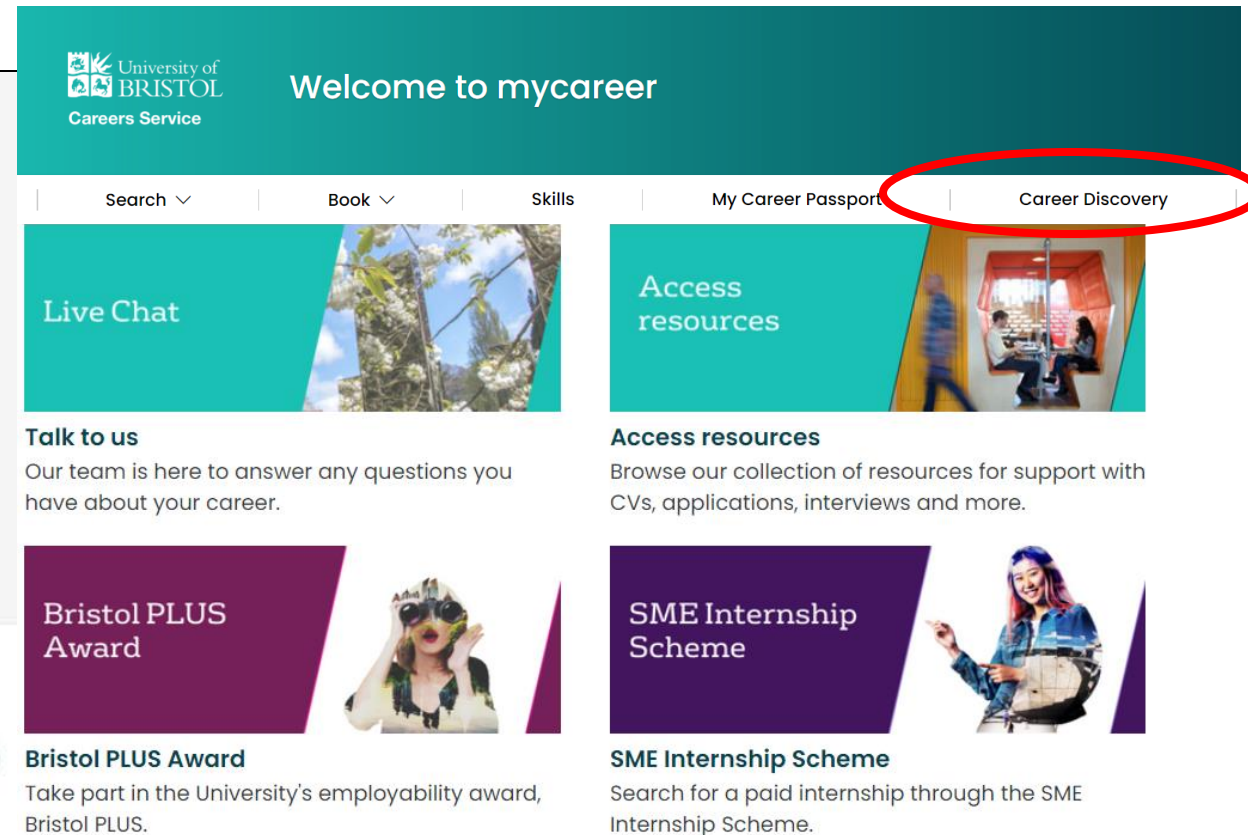 University of
BRISTOL
Careers Service
Welcome to mycareer
Search
Book
Skills
My Career Passport
Career Discovery
Live Chat
Access
resources
Talk to us
Our team is here to answer any questions you
have about your career.
Access resources
Browse our collection of resources for support with
CVs, applications, interviews and more.
Bristol PLUS
Award
SME Internship
Scheme
Bristol PLUS Award
Take part in the University's employability award,
Bristol PLUS.
SME Internship Scheme
Search for a paid internship through the SME
Internship Scheme.